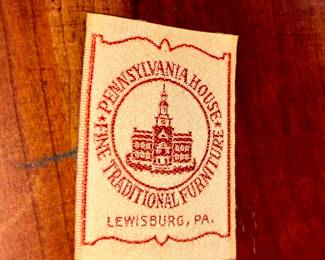 ★ PENNSYLVANIA HOUSE ★
FINE TRADITIONAL FURNITURE
LEWISBURG, PA.